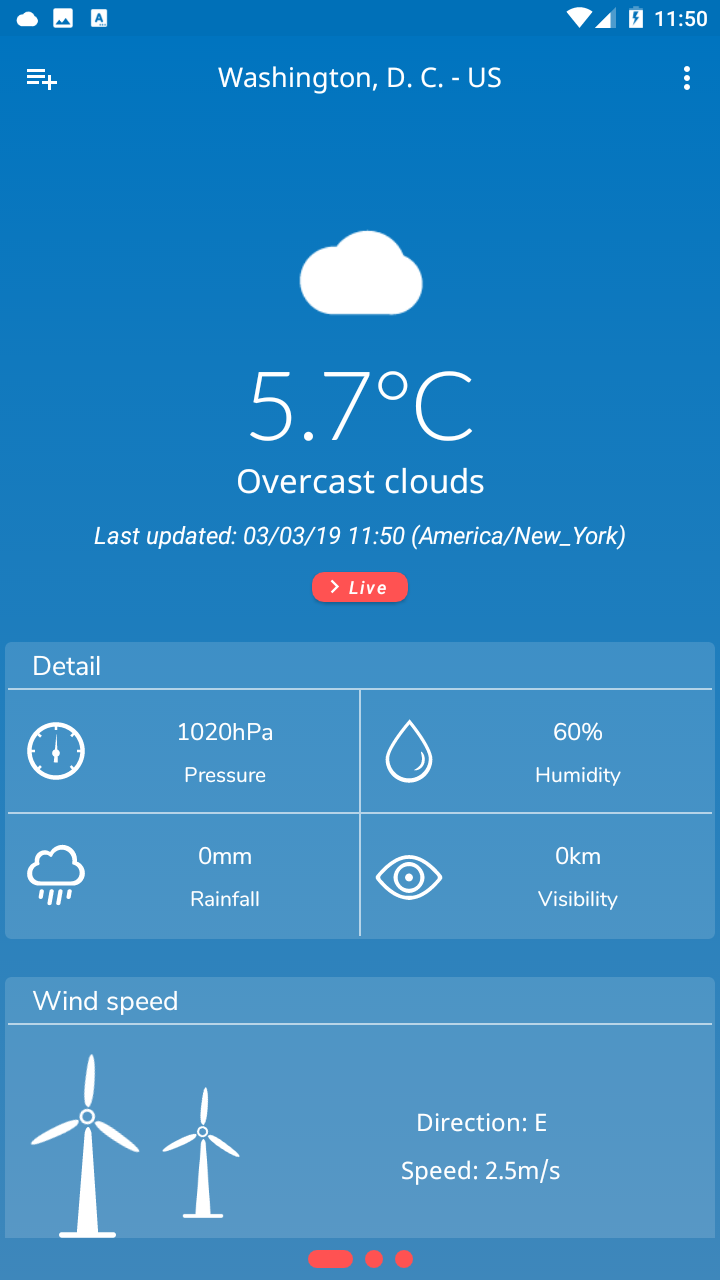 11:50
Washington, D. C. - US
5.7°C
Overcast clouds
Last updated: 03/03/19 11:50 (America/New_York)
Live
Detail
1020hPa
Pressure
60%
Humidity
0mm
Rainfall
0km
Visibility
Wind speed
Direction: E
Speed: 2.5m/s